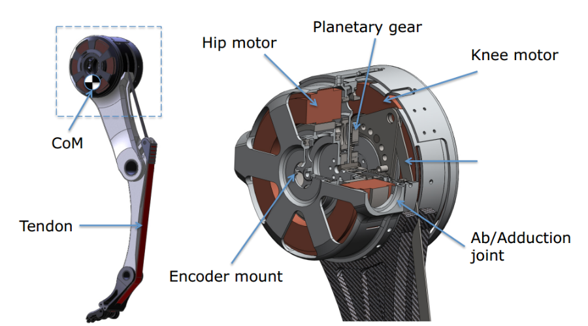 Planetary gear
Hip motor
Knee motor
CoM
Tendon
Ab/Adduction
joint
Encoder mount